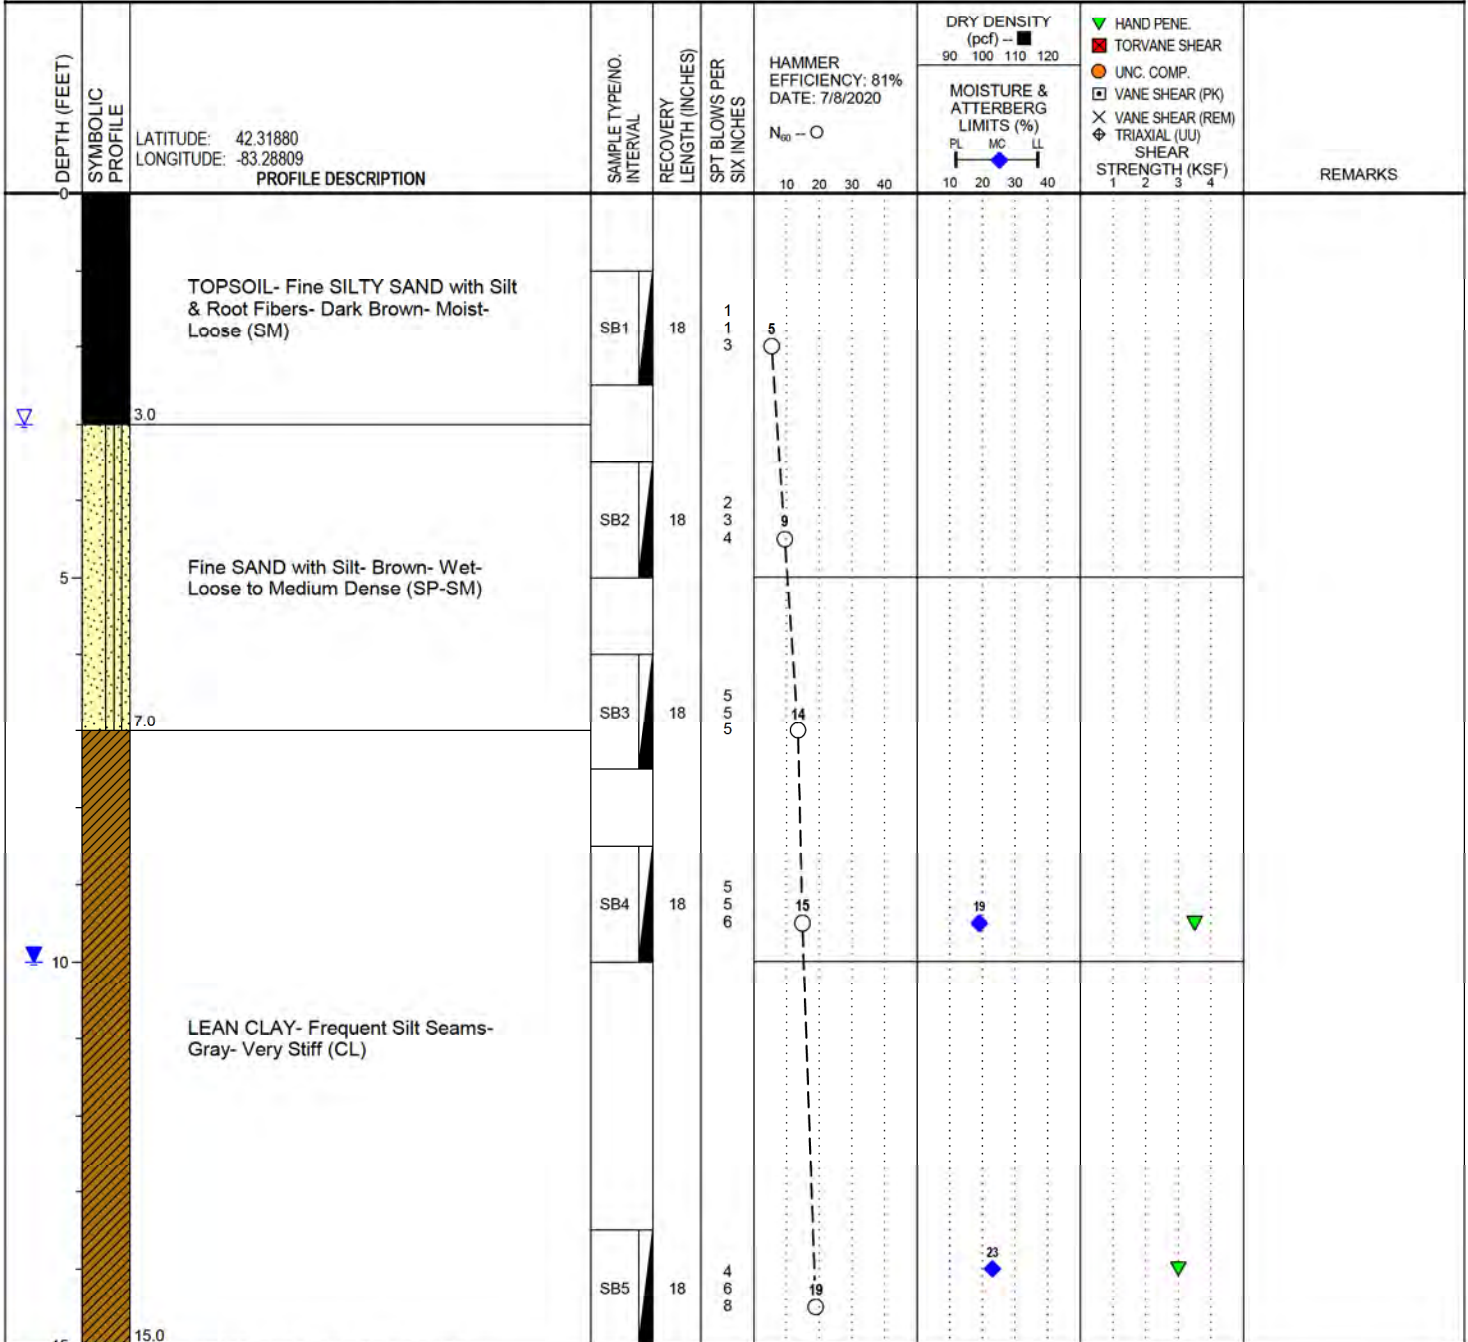 DEPTH (FEET)
SYMBOLIC
PROFILE
LATITUDE: 42.31880
LONGITUDE: -83.28809
PROFILE DESCRIPTION
SAMPLE TYPE/NO.
INTERVAL
RECOVERY
LENGTH (INCHES)
SPT BLOWS PER
SIX INCHES
HAMMER
EFFICIENCY: 81%
DATE: 7/8/2020
N60 -- O
10 20 30 40
DRY DENSITY
(pcf) -- ■
90 100 110 120
MOISTURE &
ATTERBERG
LIMITS (%)
PL MC LL
10 20 30 40
HAND PENE.
TORVANE SHEAR
UNC. COMP.
VANE SHEAR (PK)
VANE SHEAR (REM)
TRIAXIAL (UU)
SHEAR
STRENGTH (KSF)
1 2 3 4
REMARKS
0
TOPSOIL- Fine SILTY SAND with Silt
& Root Fibers- Dark Brown- Moist-
Loose (SM)
SB1
18
1
1
3
5
3.0
SB2
18
2
3
4
9
5
Fine SAND with Silt- Brown- Wet-
Loose to Medium Dense (SP-SM)
SB3
18
5
5
5
14
7.0
SB4
18
5
5
6
15
19
10
LEAN CLAY- Frequent Silt Seams-
Gray- Very Stiff (CL)
SB5
18
4
6
8
19
23
15.0